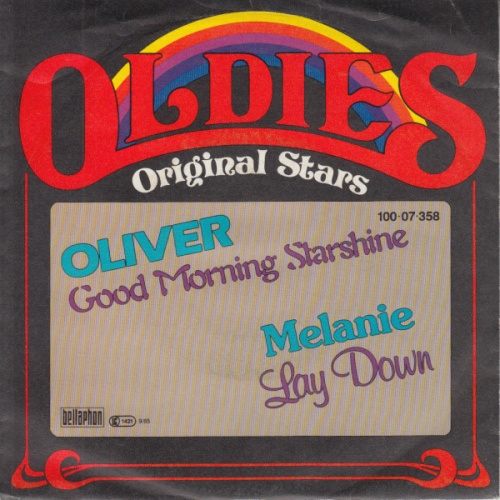 OLDIES
Original Stars
100·07·358
OLIVER
Good Morning Starshine
Melanie
Lay Down
bellaphon